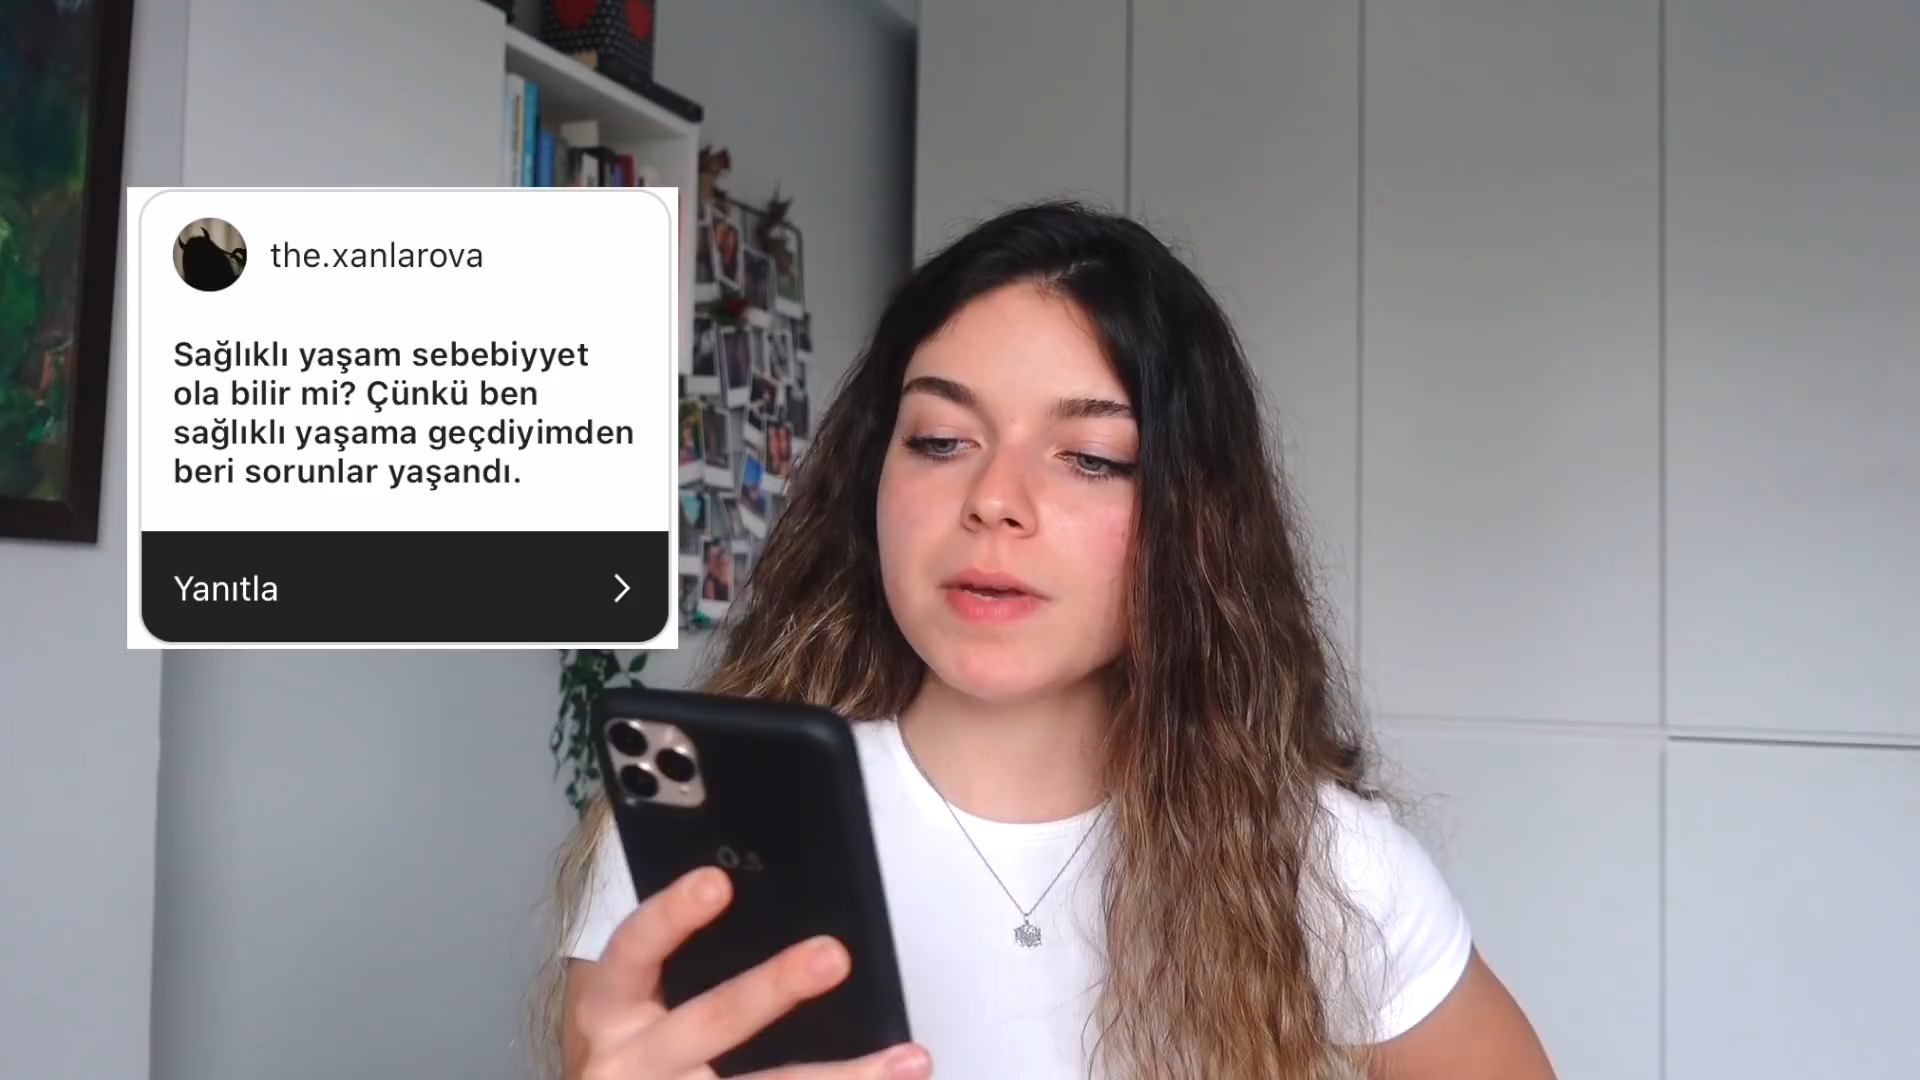 the.xanlarova
Sağlıklı yaşam sebebiyyet
ola bilir mi? Çünkü ben
sağlıklı yaşama geçdiyimden
beri sorunlar yaşandı.
Yanıtla